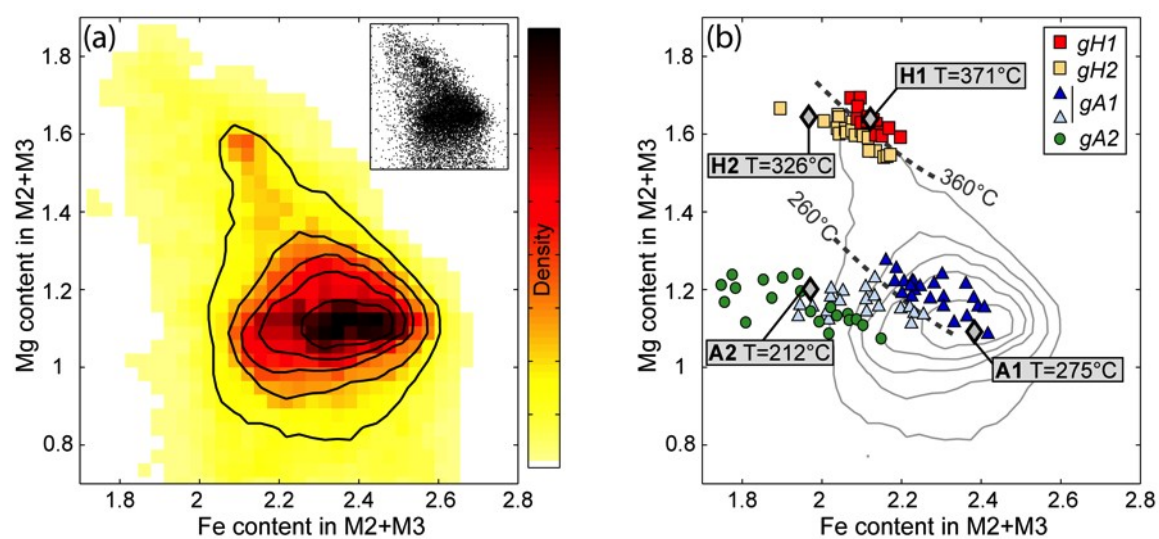 (a)
1.8
1.6
1.4
1.2
1
0.8
Mg content in M2+M3
1.8 2 2.2 2.4 2.6 2.8
Fe content in M2+M3
Density
(b)
1.8
1.6
1.4
1.2
1
0.8
Mg content in M2+M3
1.8 2 2.2 2.4 2.6 2.8
Fe content in M2+M3
gH1
gH2
gA1
gA2
H1 T=371°C
H2 T=326°C
360°C
260°C
A2 T=212°C
A1 T=275°C